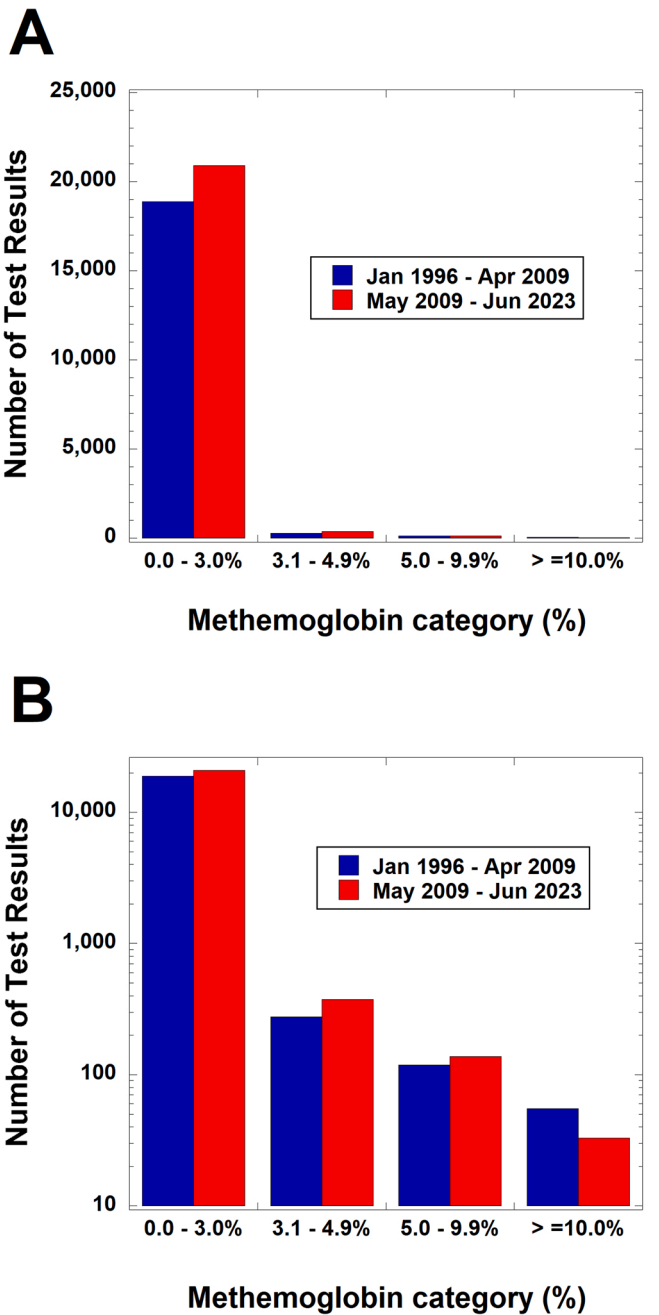 A
25,000
20,000
15,000
10,000
5,000
0
Number of Test Results
Jan 1996 - Apr 2009
May 2009 - Jun 2023
0.0 - 3.0%
3.1 - 4.9%
5.0 - 9.9%
> =10.0%
Methemoglobin category (%)
B
10,000
1,000
100
10
Number of Test Results
Jan 1996 - Apr 2009
May 2009 - Jun 2023
0.0 - 3.0%
3.1 - 4.9%
5.0 - 9.9%
> =10.0%
Methemoglobin category (%)